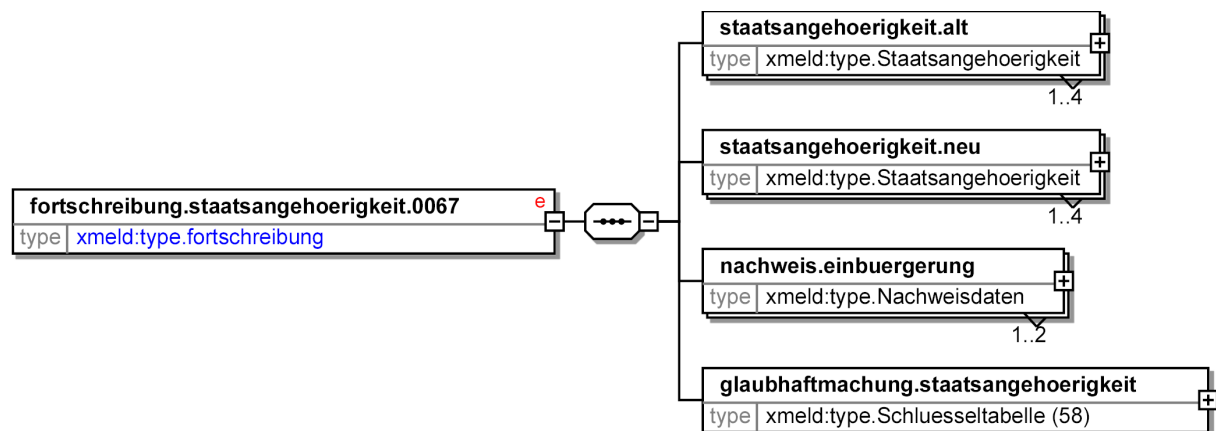 staatsangehoerigkeit.alt
type xmeld:type.Staatsangehoerigkeit
1..4
staatsangehoerigkeit.neu
type xmeld:type.Staatsangehoerigkeit
1..4
fortschreibung.staatsangehoerigkeit.0067 e
type xmeld:type.fortschreibung
nachweis.einbuergerung
type xmeld:type.Nachweisdaten
1..2
glaubhaftmachung.staatsangehoerigkeit
type xmeld:type.Schluesseltabelle (58)